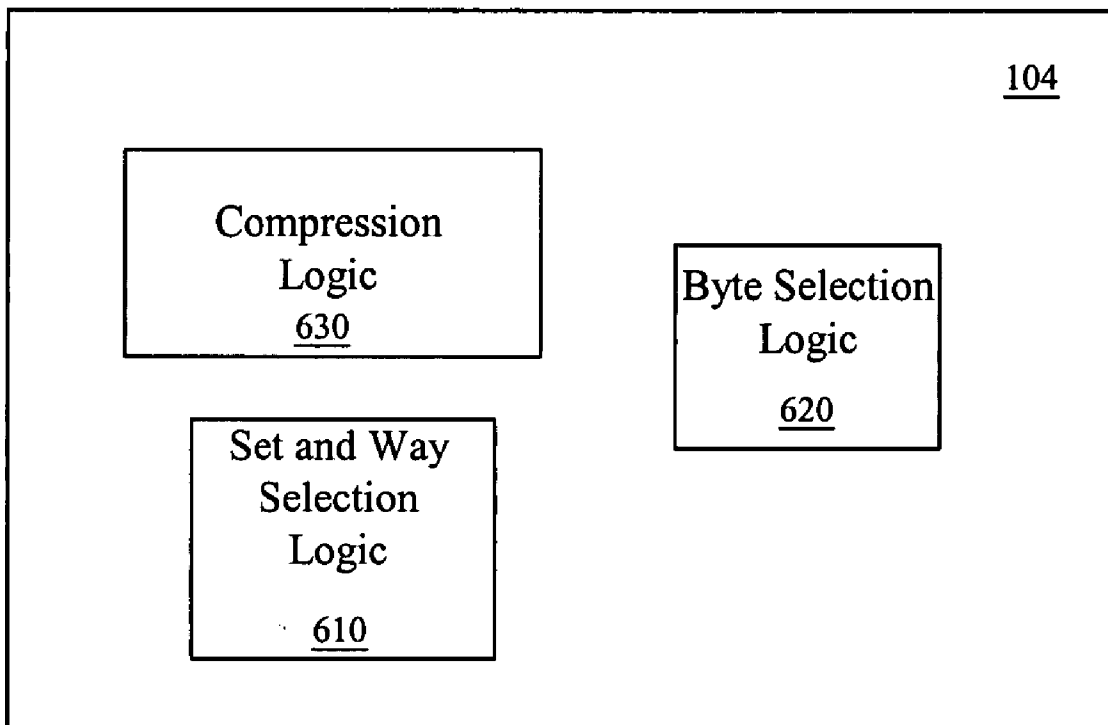 104
Compression
Logic
630
Byte Selection
Logic
620
Set and Way
Selection
Logic
610